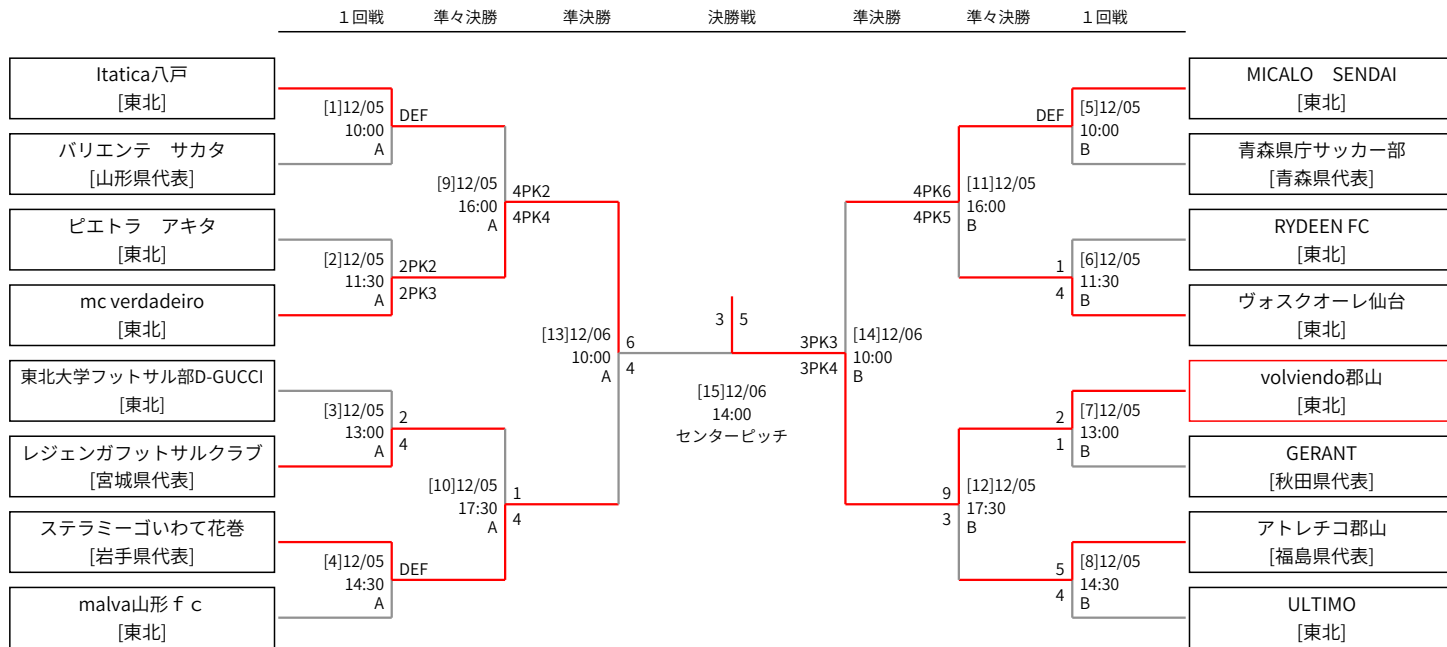 １回戦 準々決勝 準決勝 決勝戦 準決勝 準々決勝 １回戦
Itatica八戸
[東北]
バリエンテ　サカタ
[山形県代表]
ピエトラ　アキタ
[東北]
mc verdadeiro
[東北]
東北大学フットサル部D-GUCCI
[東北]
レジェンガフットサルクラブ
[宮城県代表]
ステラミーゴいわて花巻
[岩手県代表]
malva山形ｆｃ
[東北]
[1]12/05
10:00
A
DEF
[2]12/05
11:30
A
2PK2
2PK3
[3]12/05
13:00
A
2
4
[4]12/05
14:30
A
DEF
[9]12/05
16:00
A
4PK2
4PK4
[10]12/05
17:30
A
1
4
[13]12/06
10:00
A
6
4
3 5
[15]12/06
14:00
センターピッチ
3PK3
3PK4
[14]12/06
10:00
B
4PK6
4PK5
[11]12/05
16:00
B
9
3
[12]12/05
17:30
B
DEF
[5]12/05
10:00
B
1
4
[6]12/05
11:30
B
2
1
[7]12/05
13:00
B
5
4
[8]12/05
14:30
B
MICALO　SENDAI
[東北]
青森県庁サッカー部
[青森県代表]
RYDEEN FC
[東北]
ヴォスクオーレ仙台
[東北]
volviendo郡山
[東北]
GERANT
[秋田県代表]
アトレチコ郡山
[福島県代表]
ULTIMO
[東北]